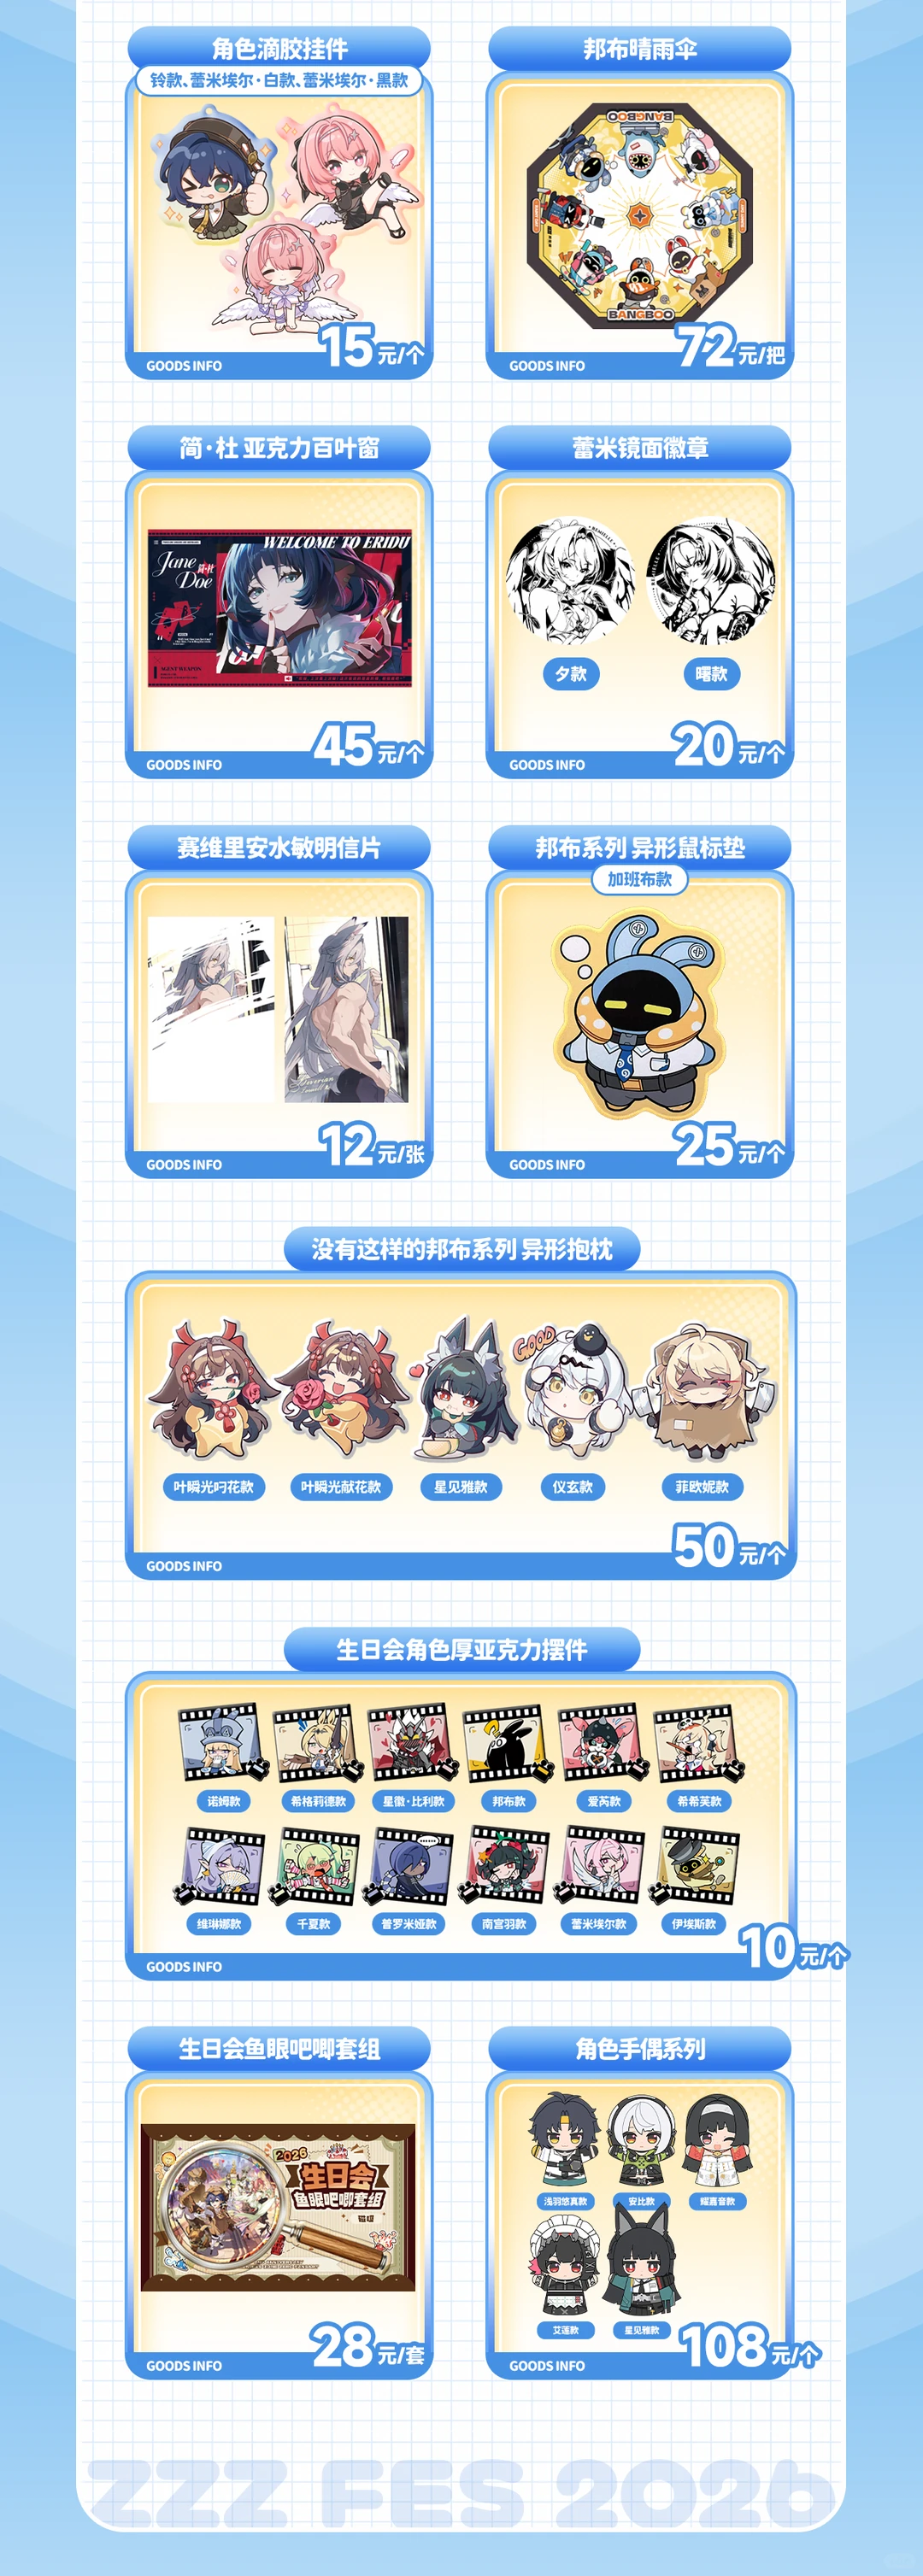 角色滴胶挂件
铃款、蕾米埃尔·白款、蕾米埃尔·黑款
15元/个
GOODS INFO
邦布晴雨伞
BANGBOO
BANGBOO
72元/把
GOODS INFO
简·杜 亚克力百叶窗
WELCOME TO ERIDU
Jane
Doe
简·杜
45元/个
GOODS INFO
蕾米镜面徽章
夕款
曙款
20元/个
GOODS INFO
赛维里安水敏明信片
12元/张
GOODS INFO
邦布系列 异形鼠标垫
加班布款
25元/个
GOODS INFO
没有这样的邦布系列 异形抱枕
GOOD
叶瞬光叼花款
叶瞬光献花款
星见雅款
仪玄款
菲欧妮款
50元/个
GOODS INFO
生日会角色厚亚克力摆件
诺姆款
希格莉德款
星徽·比利款
邦布款
爱芮款
希希芙款
维琳娜款
千夏款
普罗米娅款
南宫羽款
蕾米埃尔款
伊埃斯款
10元/个
GOODS INFO
生日会鱼眼吧唧套组
2026
生日会
鱼眼吧唧套组
28元/套
GOODS INFO
角色手偶系列
浅羽悠真款
安比款
耀嘉音款
艾莲款
星见雅款
108元/个
GOODS INFO
ZZZ FES 2026